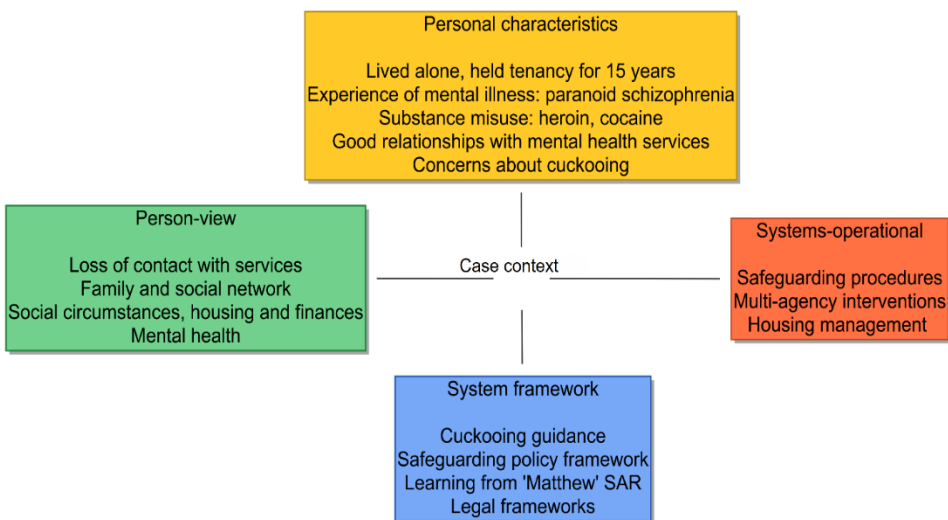 Personal characteristics
Lived alone, held tenancy for 15 years
Experience of mental illness: paranoid schizophrenia
Substance misuse: heroin, cocaine
Good relationships with mental health services
Concerns about cuckooing
Person-view
Loss of contact with services
Family and social network
Social circumstances, housing and finances
Mental health
Case context
Systems-operational
Safeguarding procedures
Multi-agency interventions
Housing management
System framework
Cuckooing guidance
Safeguarding policy framework
Learning from 'Matthew' SAR
Legal frameworks